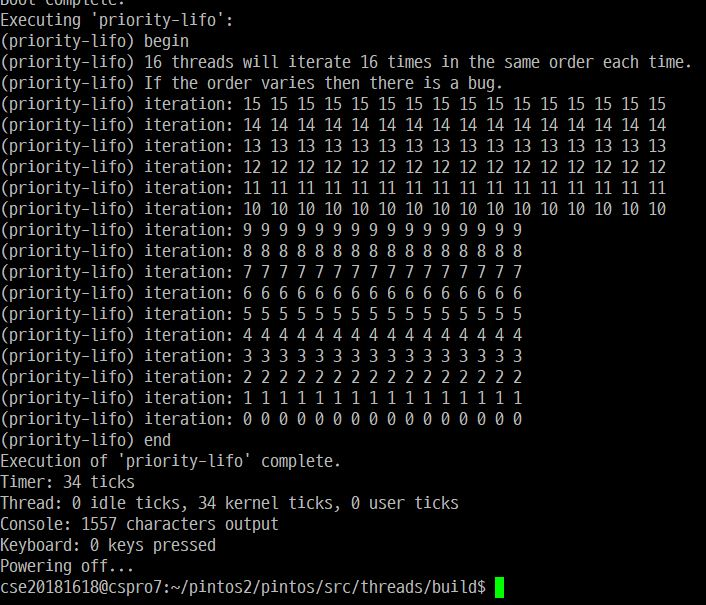 Boot complete.
Executing 'priority-lifo':
(priority-lifo) begin
(priority-lifo) 16 threads will iterate 16 times in the same order each time.
(priority-lifo) If the order varies then there is a bug.
(priority-lifo) iteration: 15 15 15 15 15 15 15 15 15 15 15 15 15 15 15 15
(priority-lifo) iteration: 14 14 14 14 14 14 14 14 14 14 14 14 14 14 14 14
(priority-lifo) iteration: 13 13 13 13 13 13 13 13 13 13 13 13 13 13 13 13
(priority-lifo) iteration: 12 12 12 12 12 12 12 12 12 12 12 12 12 12 12 12
(priority-lifo) iteration: 11 11 11 11 11 11 11 11 11 11 11 11 11 11 11 11
(priority-lifo) iteration: 10 10 10 10 10 10 10 10 10 10 10 10 10 10 10 10
(priority-lifo) iteration: 9 9 9 9 9 9 9 9 9 9 9 9 9 9 9 9
(priority-lifo) iteration: 8 8 8 8 8 8 8 8 8 8 8 8 8 8 8 8
(priority-lifo) iteration: 7 7 7 7 7 7 7 7 7 7 7 7 7 7 7 7
(priority-lifo) iteration: 6 6 6 6 6 6 6 6 6 6 6 6 6 6 6 6
(priority-lifo) iteration: 5 5 5 5 5 5 5 5 5 5 5 5 5 5 5 5
(priority-lifo) iteration: 4 4 4 4 4 4 4 4 4 4 4 4 4 4 4 4
(priority-lifo) iteration: 3 3 3 3 3 3 3 3 3 3 3 3 3 3 3 3
(priority-lifo) iteration: 2 2 2 2 2 2 2 2 2 2 2 2 2 2 2 2
(priority-lifo) iteration: 1 1 1 1 1 1 1 1 1 1 1 1 1 1 1 1
(priority-lifo) iteration: 0 0 0 0 0 0 0 0 0 0 0 0 0 0 0 0
(priority-lifo) end
Execution of 'priority-lifo' complete.
Timer: 34 ticks
Thread: 0 idle ticks, 34 kernel ticks, 0 user ticks
Console: 1557 characters output
Keyboard: 0 keys pressed
Powering off...
cse20181618@cspro7:~/pintos2/pintos/src/threads/build$